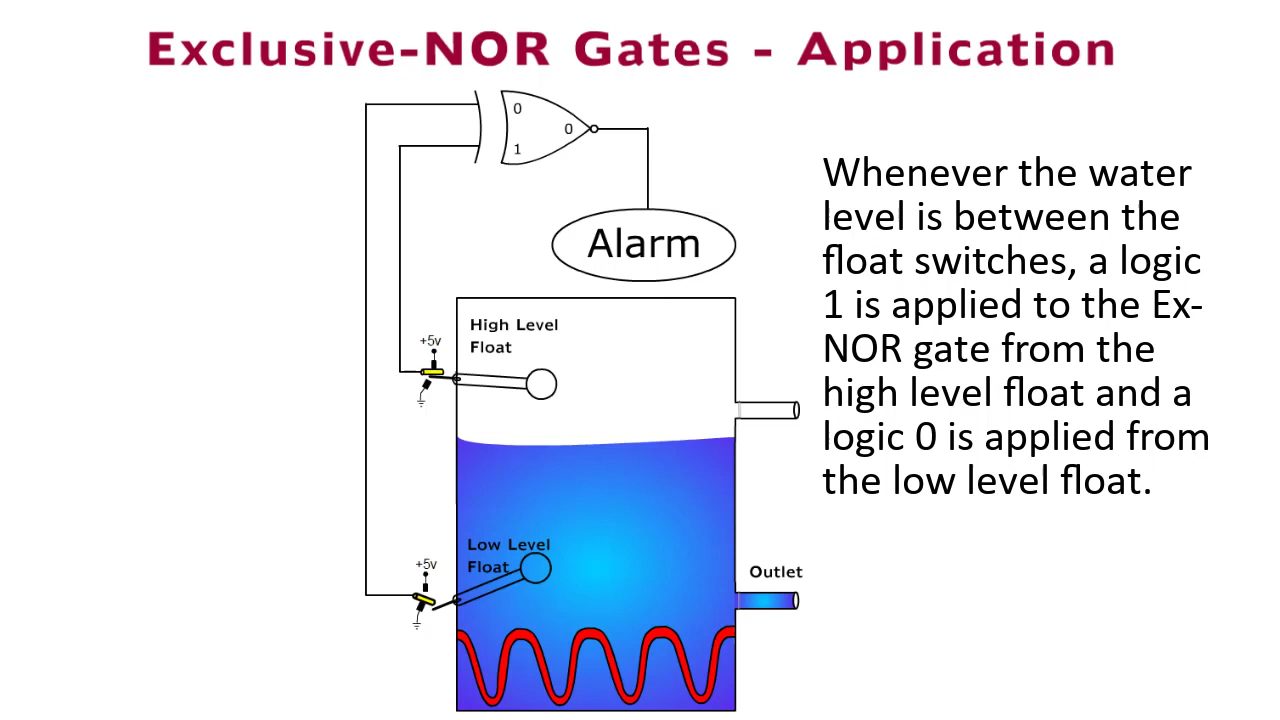 Exclusive-NOR Gates - Application
0
0
1
Alarm
Whenever the water
level is between the
float switches, a logic
1 is applied to the Ex-
NOR gate from the
high level float and a
logic 0 is applied from
the low level float.
High Level
Float
+5v
Low Level
Float
+5v
Outlet